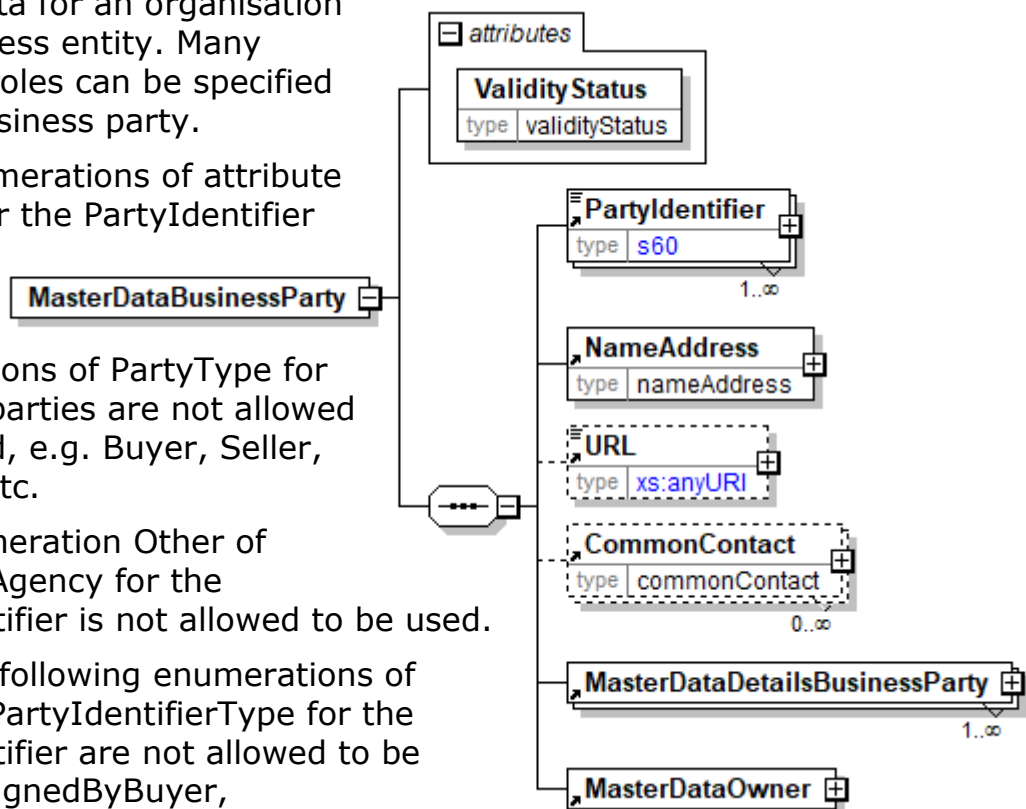 ta for an organisation
ess entity. Many
oles can be specified
siness party.
merations of attribute
r the PartyIdentifier
ons of PartyType for
parties are not allowed
d, e.g. Buyer, Seller,
tc.
neration Other of
Agency for the
tifier is not allowed to be used.
following enumerations of
PartyIdentifierType for the
tifier are not allowed to be
gnedByBuyer,
MasterDataBusinessParty
attributes
ValidityStatus
type validityStatus
PartyIdentifier
type s60
1..∞
NameAddress
type nameAddress
URL
type xs:anyURI
CommonContact
type commonContact
0..∞
MasterDataDetailsBusinessParty
1..∞
MasterDataOwner